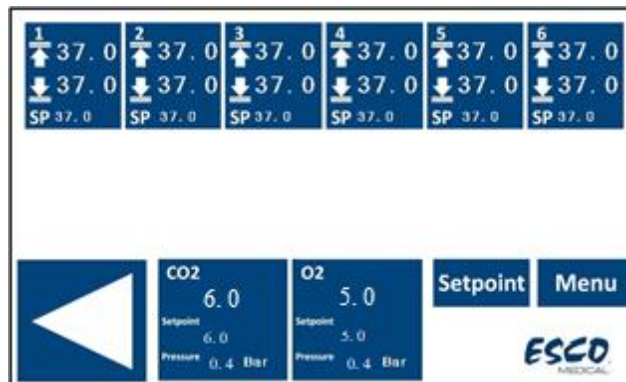 1 2 3 4 5 6
37.0 37.0 37.0 37.0 37.0 37.0
37.0 37.0 37.0 37.0 37.0 37.0
SP 37.0 SP 37.0 SP 37.0 SP 37.0 SP 37.0 SP 37.0
CO2
6.0
Setpoint
6.0
Pressure 0.4 Bar
O2
5.0
Setpoint
5.0
Pressure 0.4 Bar
Setpoint
Menu
ESCO
MEDICAL